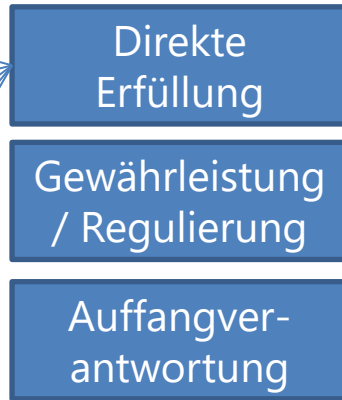 Direkte
Erfüllung
Gewährleistung
/ Regulierung
Auffangver-
antwortung